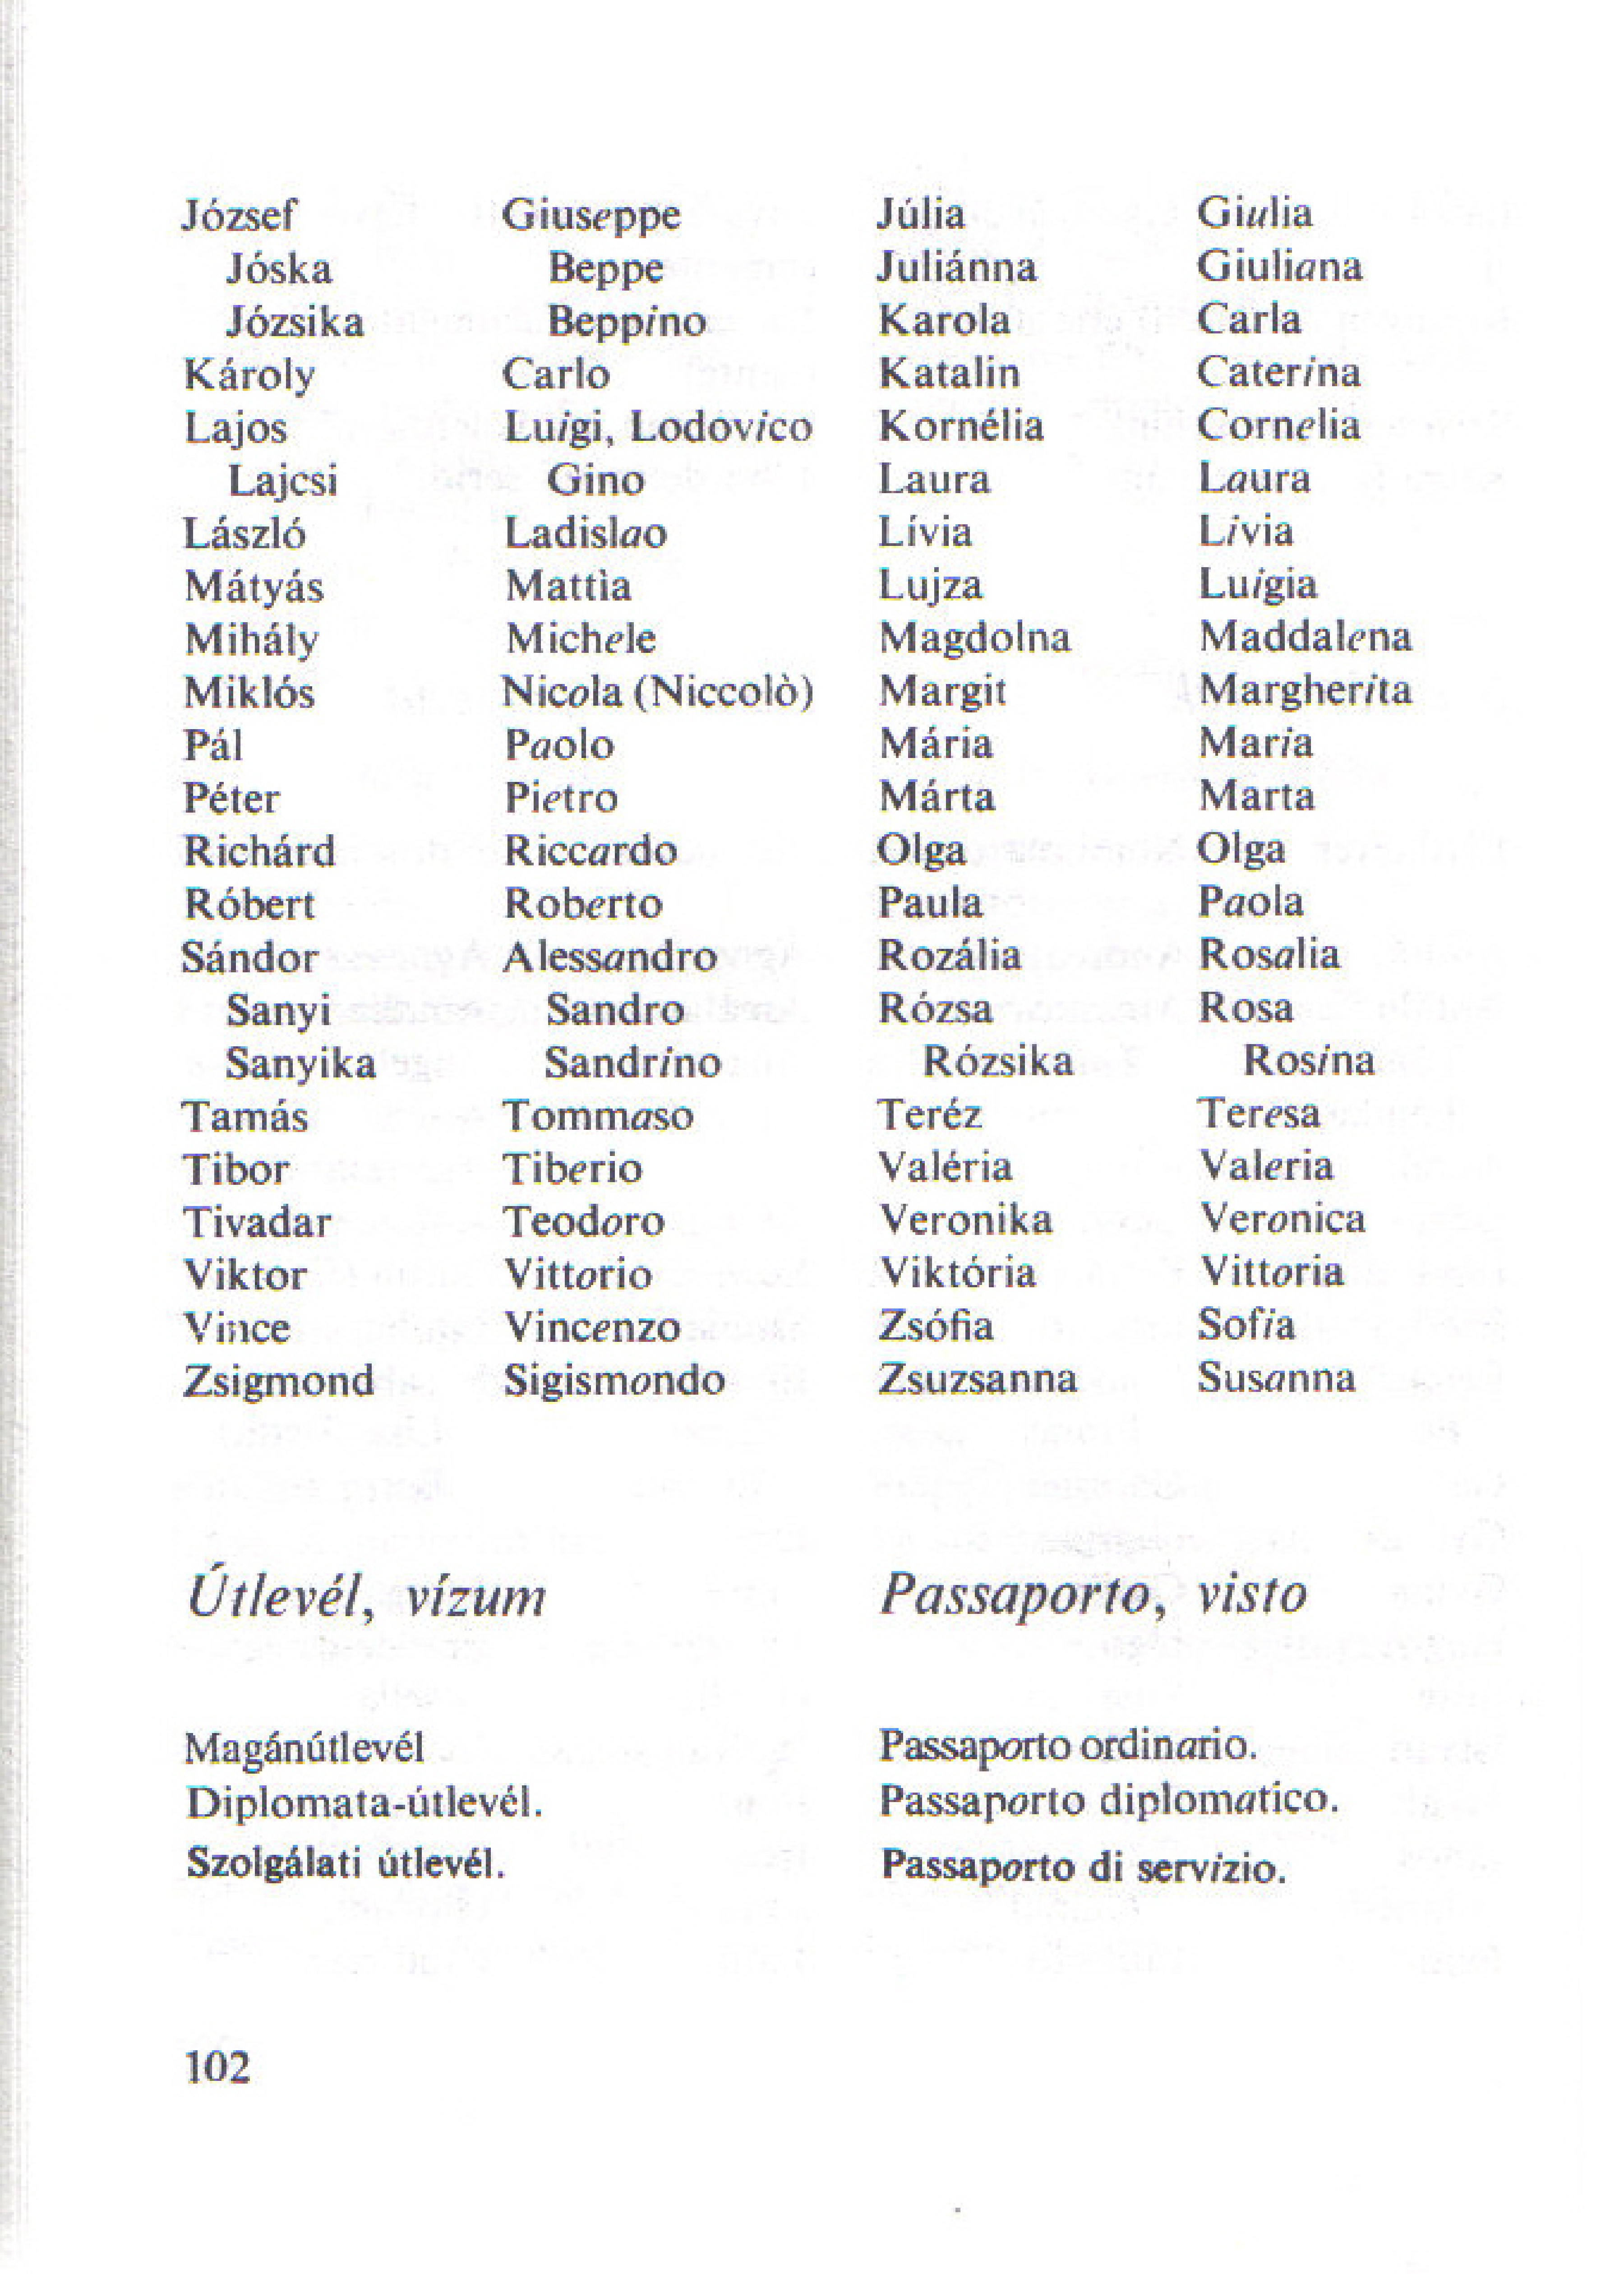 József Giuseppe Júlia Giulia
Jóska Beppe Juliánna Giuliana
Józsika Beppino Karola Carla
Károly Carlo Katalin Caterina
Lajos Luigi, Lodovico Kornélia Cornelia
Lajcsi Gino Laura Laura
László Ladislao Lívia Livia
Mátyás Mattia Lujza Luigia
Mihály Michele Magdolna Maddalena
Miklós Nicola (Niccolò) Margit Margherita
Pál Paolo Mária Maria
Péter Pietro Márta Marta
Richárd Riccardo Olga Olga
Róbert Roberto Paula Paola
Sándor Alessandro Rozália Rosalia
Sanyi Sandro Rózsa Rosa
Sanyika Sandrino Rózsika Rosina
Tamás Tommaso Teréz Teresa
Tibor Tiberio Valéria Valeria
Tivadar Teodoro Veronika Veronica
Viktor Vittorio Viktória Vittoria
Vince Vincenzo Zsófia Sofia
Zsigmond Sigismondo Zsuzsanna Susanna
Útlevél, vízum Passaporto, visto
Magánútlevél Passaporto ordinario.
Diplomata-útlevél. Passaporto diplomatico.
Szolgálati útlevél. Passaporto di servizio.
102